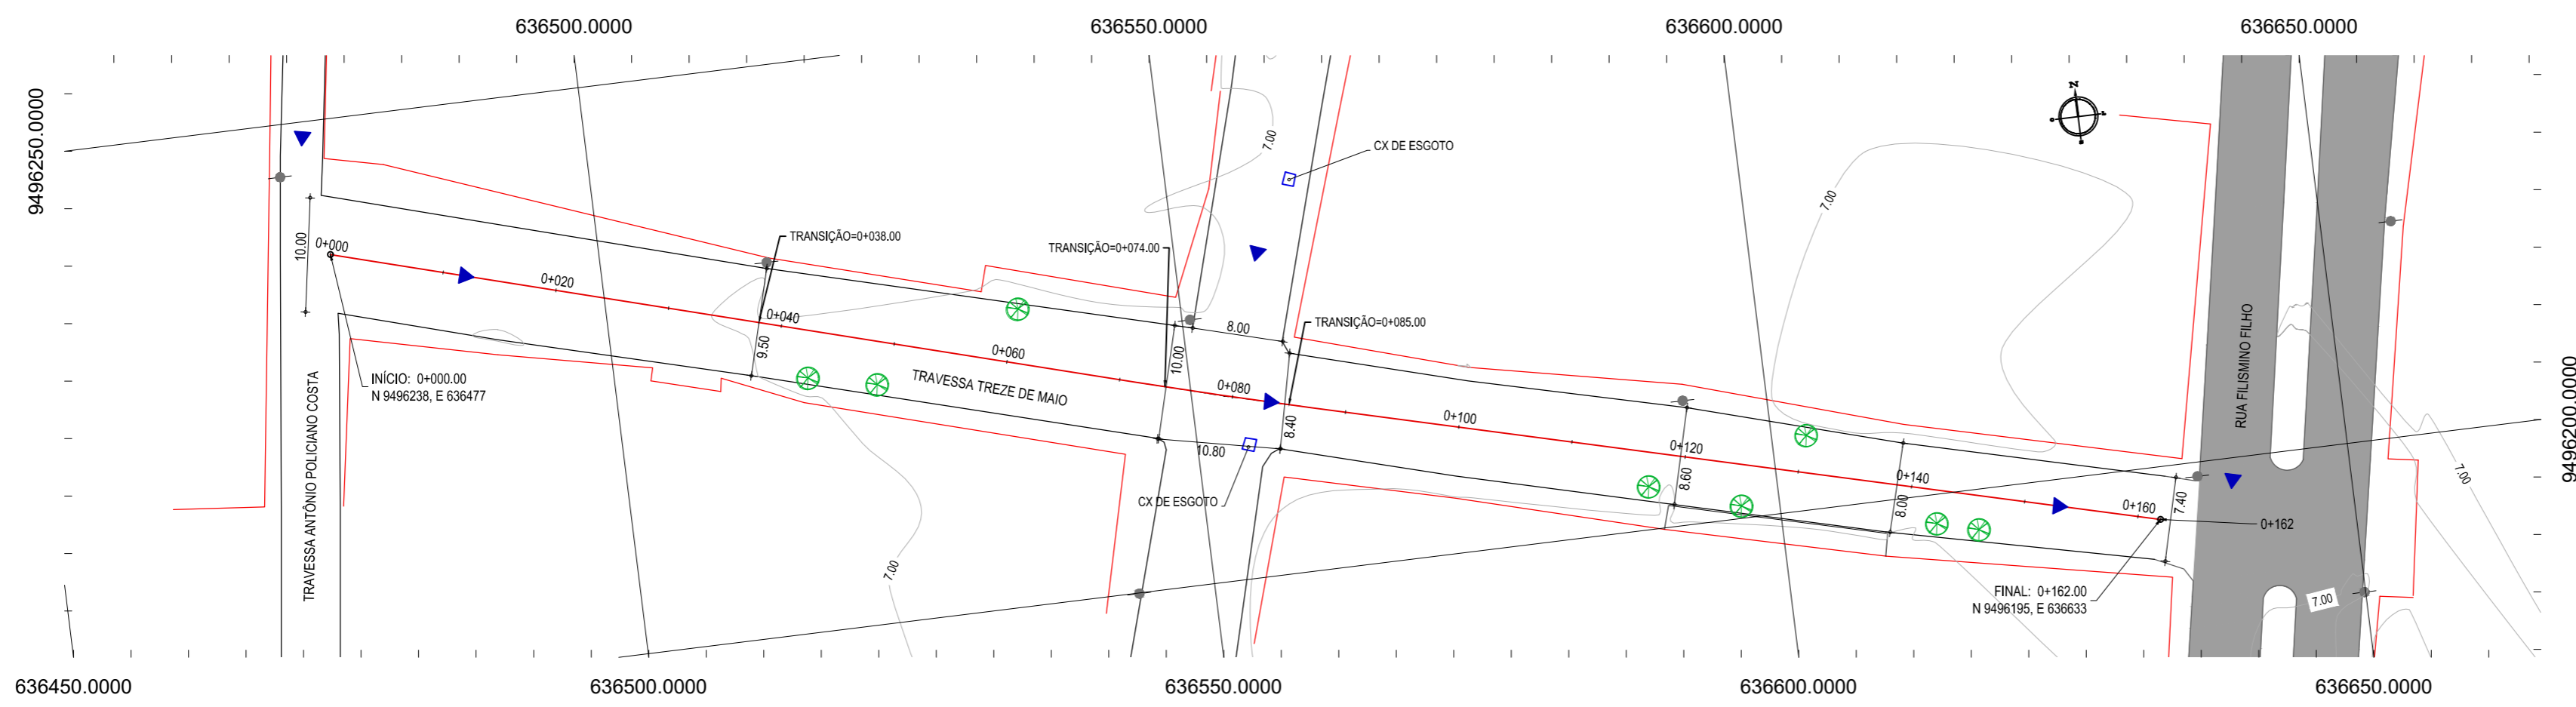 636500.0000
636550.0000
636600.0000
636650.0000
9496250.0000
N
CX DE ESGOTO
7.00
7.00
10.00
0+000
TRANSIÇÃO=0+038.00
TRANSIÇÃO=0+074.00
0+020
0+040
9.50
8.00
TRANSIÇÃO=0+085.00
0+060
10.00
INÍCIO: 0+000.00
N 9496238, E 636477
TRAVESSA TREZE DE MAIO
0+080
RUA FILISMINO FILHO
TRAVESSA ANTÔNIO POLICIANO COSTA
0+100
8.40
10.80
0+120
8.60
0+140
8.00
7.00
9496200.0000
CX DE ESGOTO
0+160
7.40
0+162
7.00
FINAL: 0+162.00
N 9496195, E 636633
7.00
636450.0000
636500.0000
636550.0000
636600.0000
636650.0000